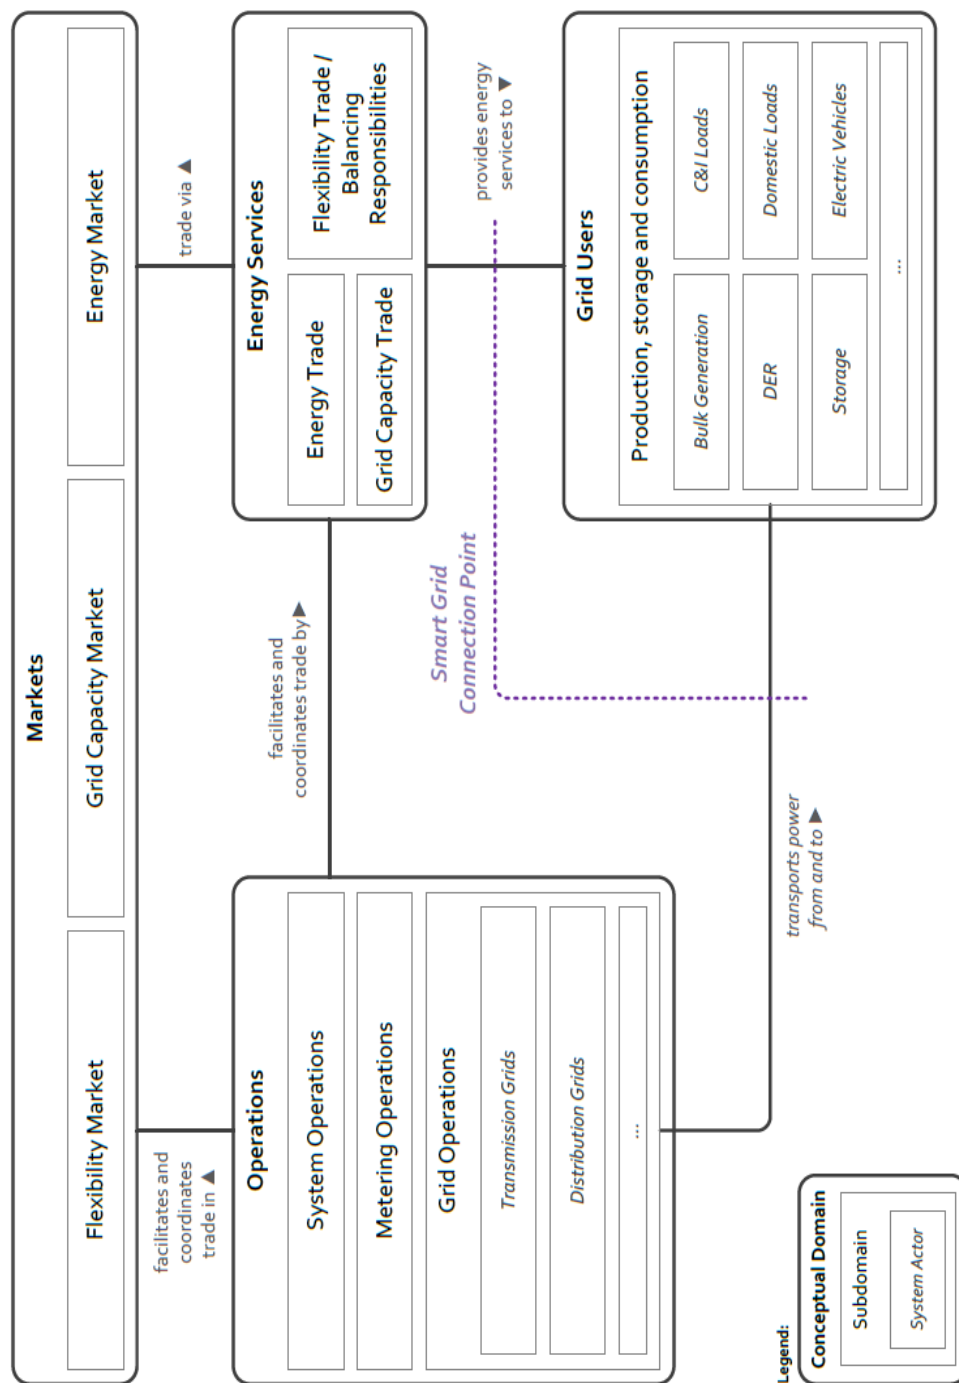 Markets
Flexibility Market
Grid Capacity Market
Energy Market
facilitates and
coordinates
trade in ▲
trade via ▲
Operations
System Operations
Metering Operations
Grid Operations
Transmission Grids
Distribution Grids
...
facilitates and
coordinates trade by▶
Energy Services
Energy Trade
Grid Capacity Trade
Flexibility Trade /
Balancing
Responsibilities
Smart Grid
Connection Point
provides energy
services to ▼
Grid Users
Production, storage and consumption
Bulk Generation
C&I Loads
DER
Domestic Loads
Storage
Electric Vehicles
...
transports power
from and to ▶
Legend:
Conceptual Domain
Subdomain
System Actor